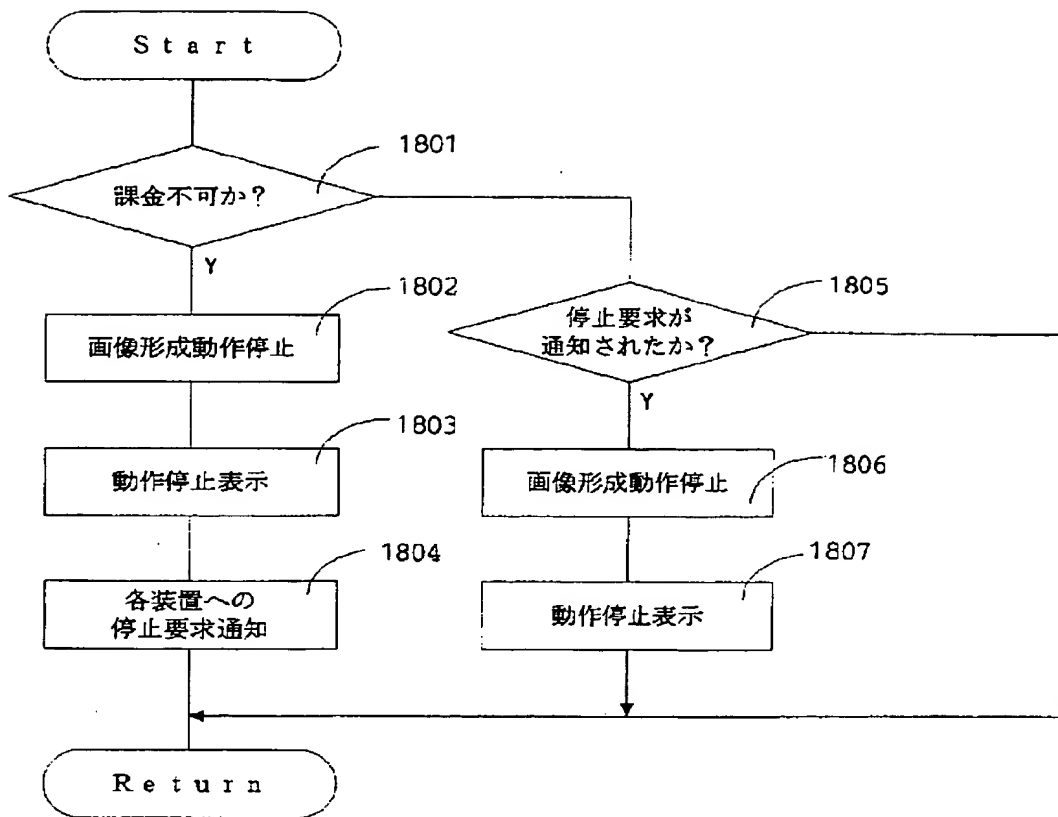 Start
1801
課金不可か?
Y
1802
画像形成動作停止
1803
動作停止表示
1804
各装置への
停止要求通知
1805
停止要求が
通知されたか?
Y
1806
画像形成動作停止
1807
動作停止表示
Return